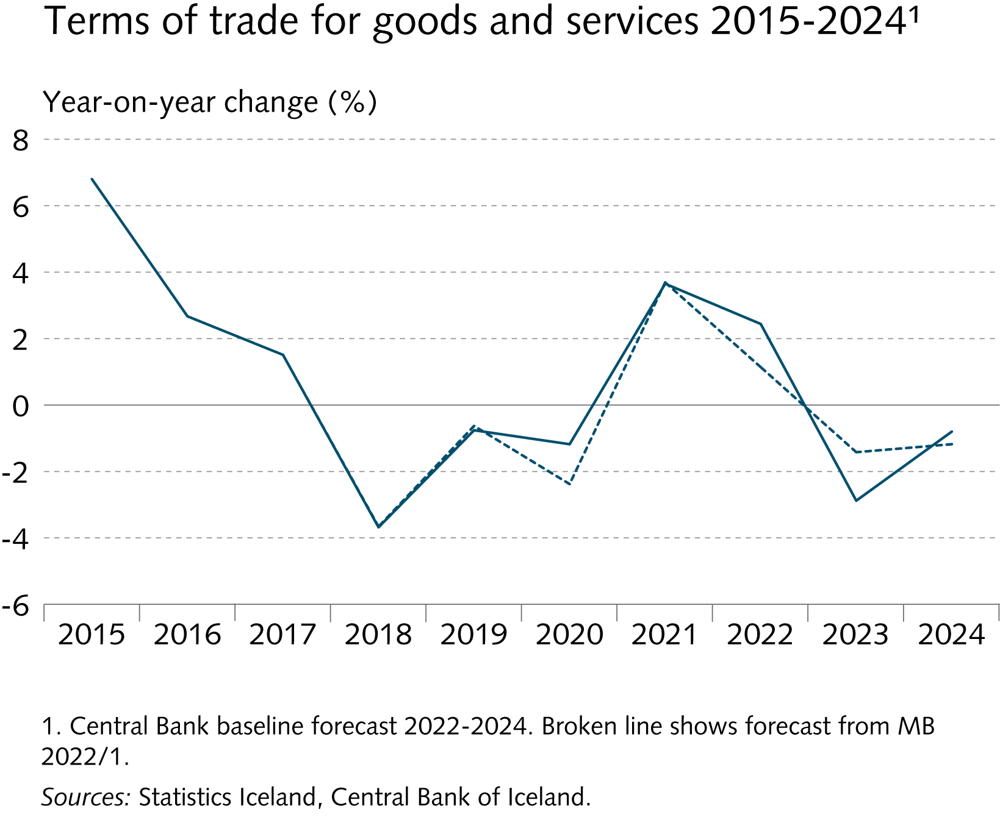 Terms of trade for goods and services 2015-2024¹
Year-on-year change (%)
8
6
4
2
0
-2
-4
-6
2015 2016 2017 2018 2019 2020 2021 2022 2023 2024
1. Central Bank baseline forecast 2022-2024. Broken line shows forecast from MB
2022/1.
Sources: Statistics Iceland, Central Bank of Iceland.